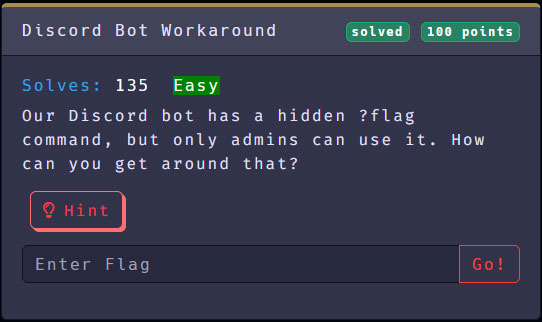 Discord Bot Workaround
solved 100 points
Solves: 135 Easy
Our Discord bot has a hidden ?flag
command, but only admins can use it. How
can you get around that?
Hint
Enter Flag Go!